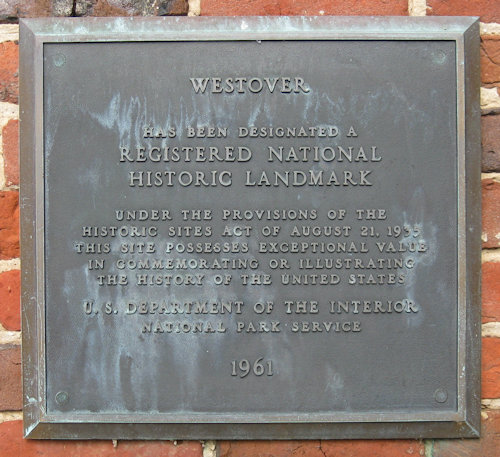 WESTOVER
HAS BEEN DESIGNATED A
REGISTERED NATIONAL
HISTORIC LANDMARK
UNDER THE PROVISIONS OF THE
HISTORIC SITES ACT OF AUGUST 21, 1935
THIS SITE POSSESSES EXCEPTIONAL VALUE
IN COMMEMORATING OR ILLUSTRATING
THE HISTORY OF THE UNITED STATES
U. S. DEPARTMENT OF THE INTERIOR
NATIONAL PARK SERVICE
1961